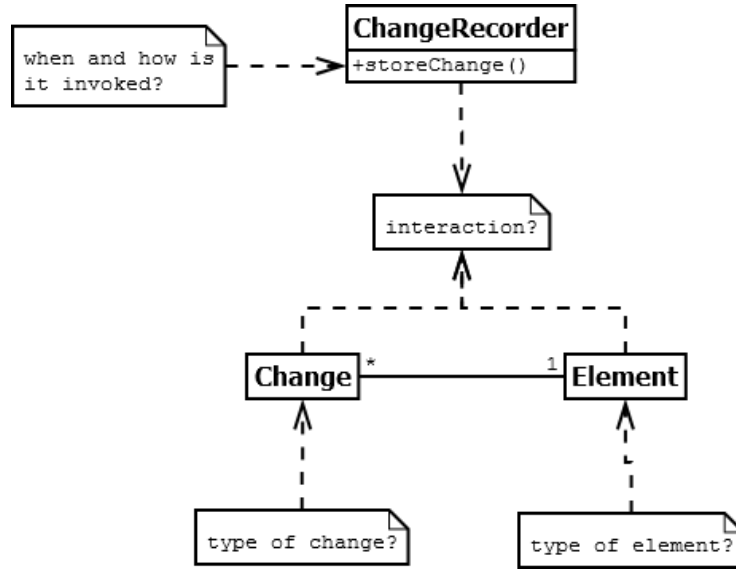 ChangeRecorder
+storeChange()
when and how is
it invoked?
interaction?
Change
*
1
Element
type of change?
type of element?